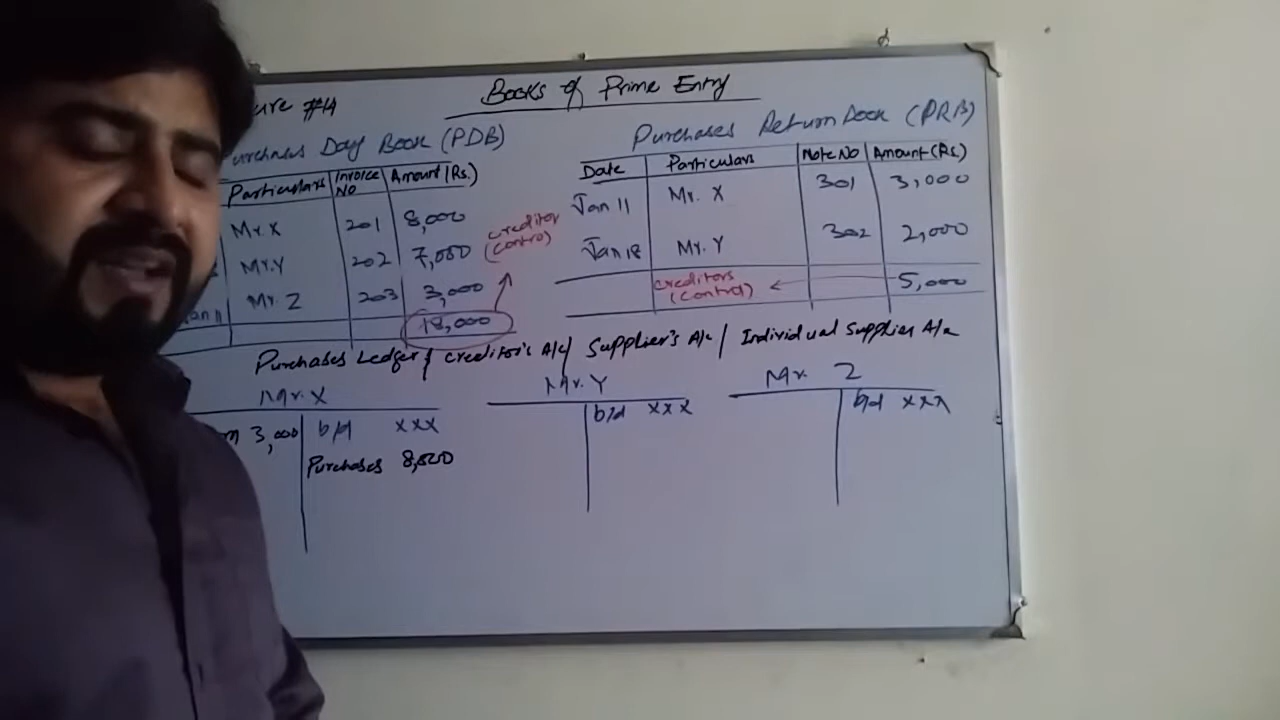 ure #14
Books of Prime Entry
urchases Day Book (PDB)
Particulars Invoice No Amount (Rs.)
Mr. X 201 8,000
Mr. Y 202 7,000
Jan 11 Mr. Z 203 3,000
18,000
creditor
(control)
Purchases Return Book (PRB)
Date Particulars Note No Amount (Rs.)
Jan 11 Mr. X 301 3,000
Jan 18 Mr. Y 302 2,000
creditors 5,000
(control)
Purchases Ledger / Creditor's A/c / Supplier's A/c / Individual Supplier A/c
Mr. X
3,000 b/d xxx
Purchases 8,000
Mr. Y
b/d xxx
Mr. Z
b/d xxx